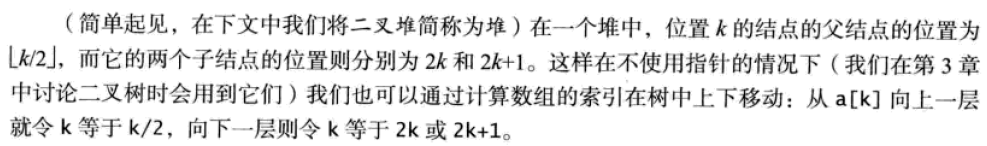 （简单起见，在下文中我们将二叉堆简称为堆）在一个堆中，位置 k 的结点的父结点的位置为
⌊k/2⌋，而它的两个子结点的位置则分别为 2k 和 2k+1。这样在不使用指针的情况下（我们在第 3 章
中讨论二叉树时会用到它们）我们也可以通过计算数组的索引在树中上下移动：从 a[k] 向上一层
就令 k 等于 k/2，向下一层则令 k 等于 2k 或 2k+1。